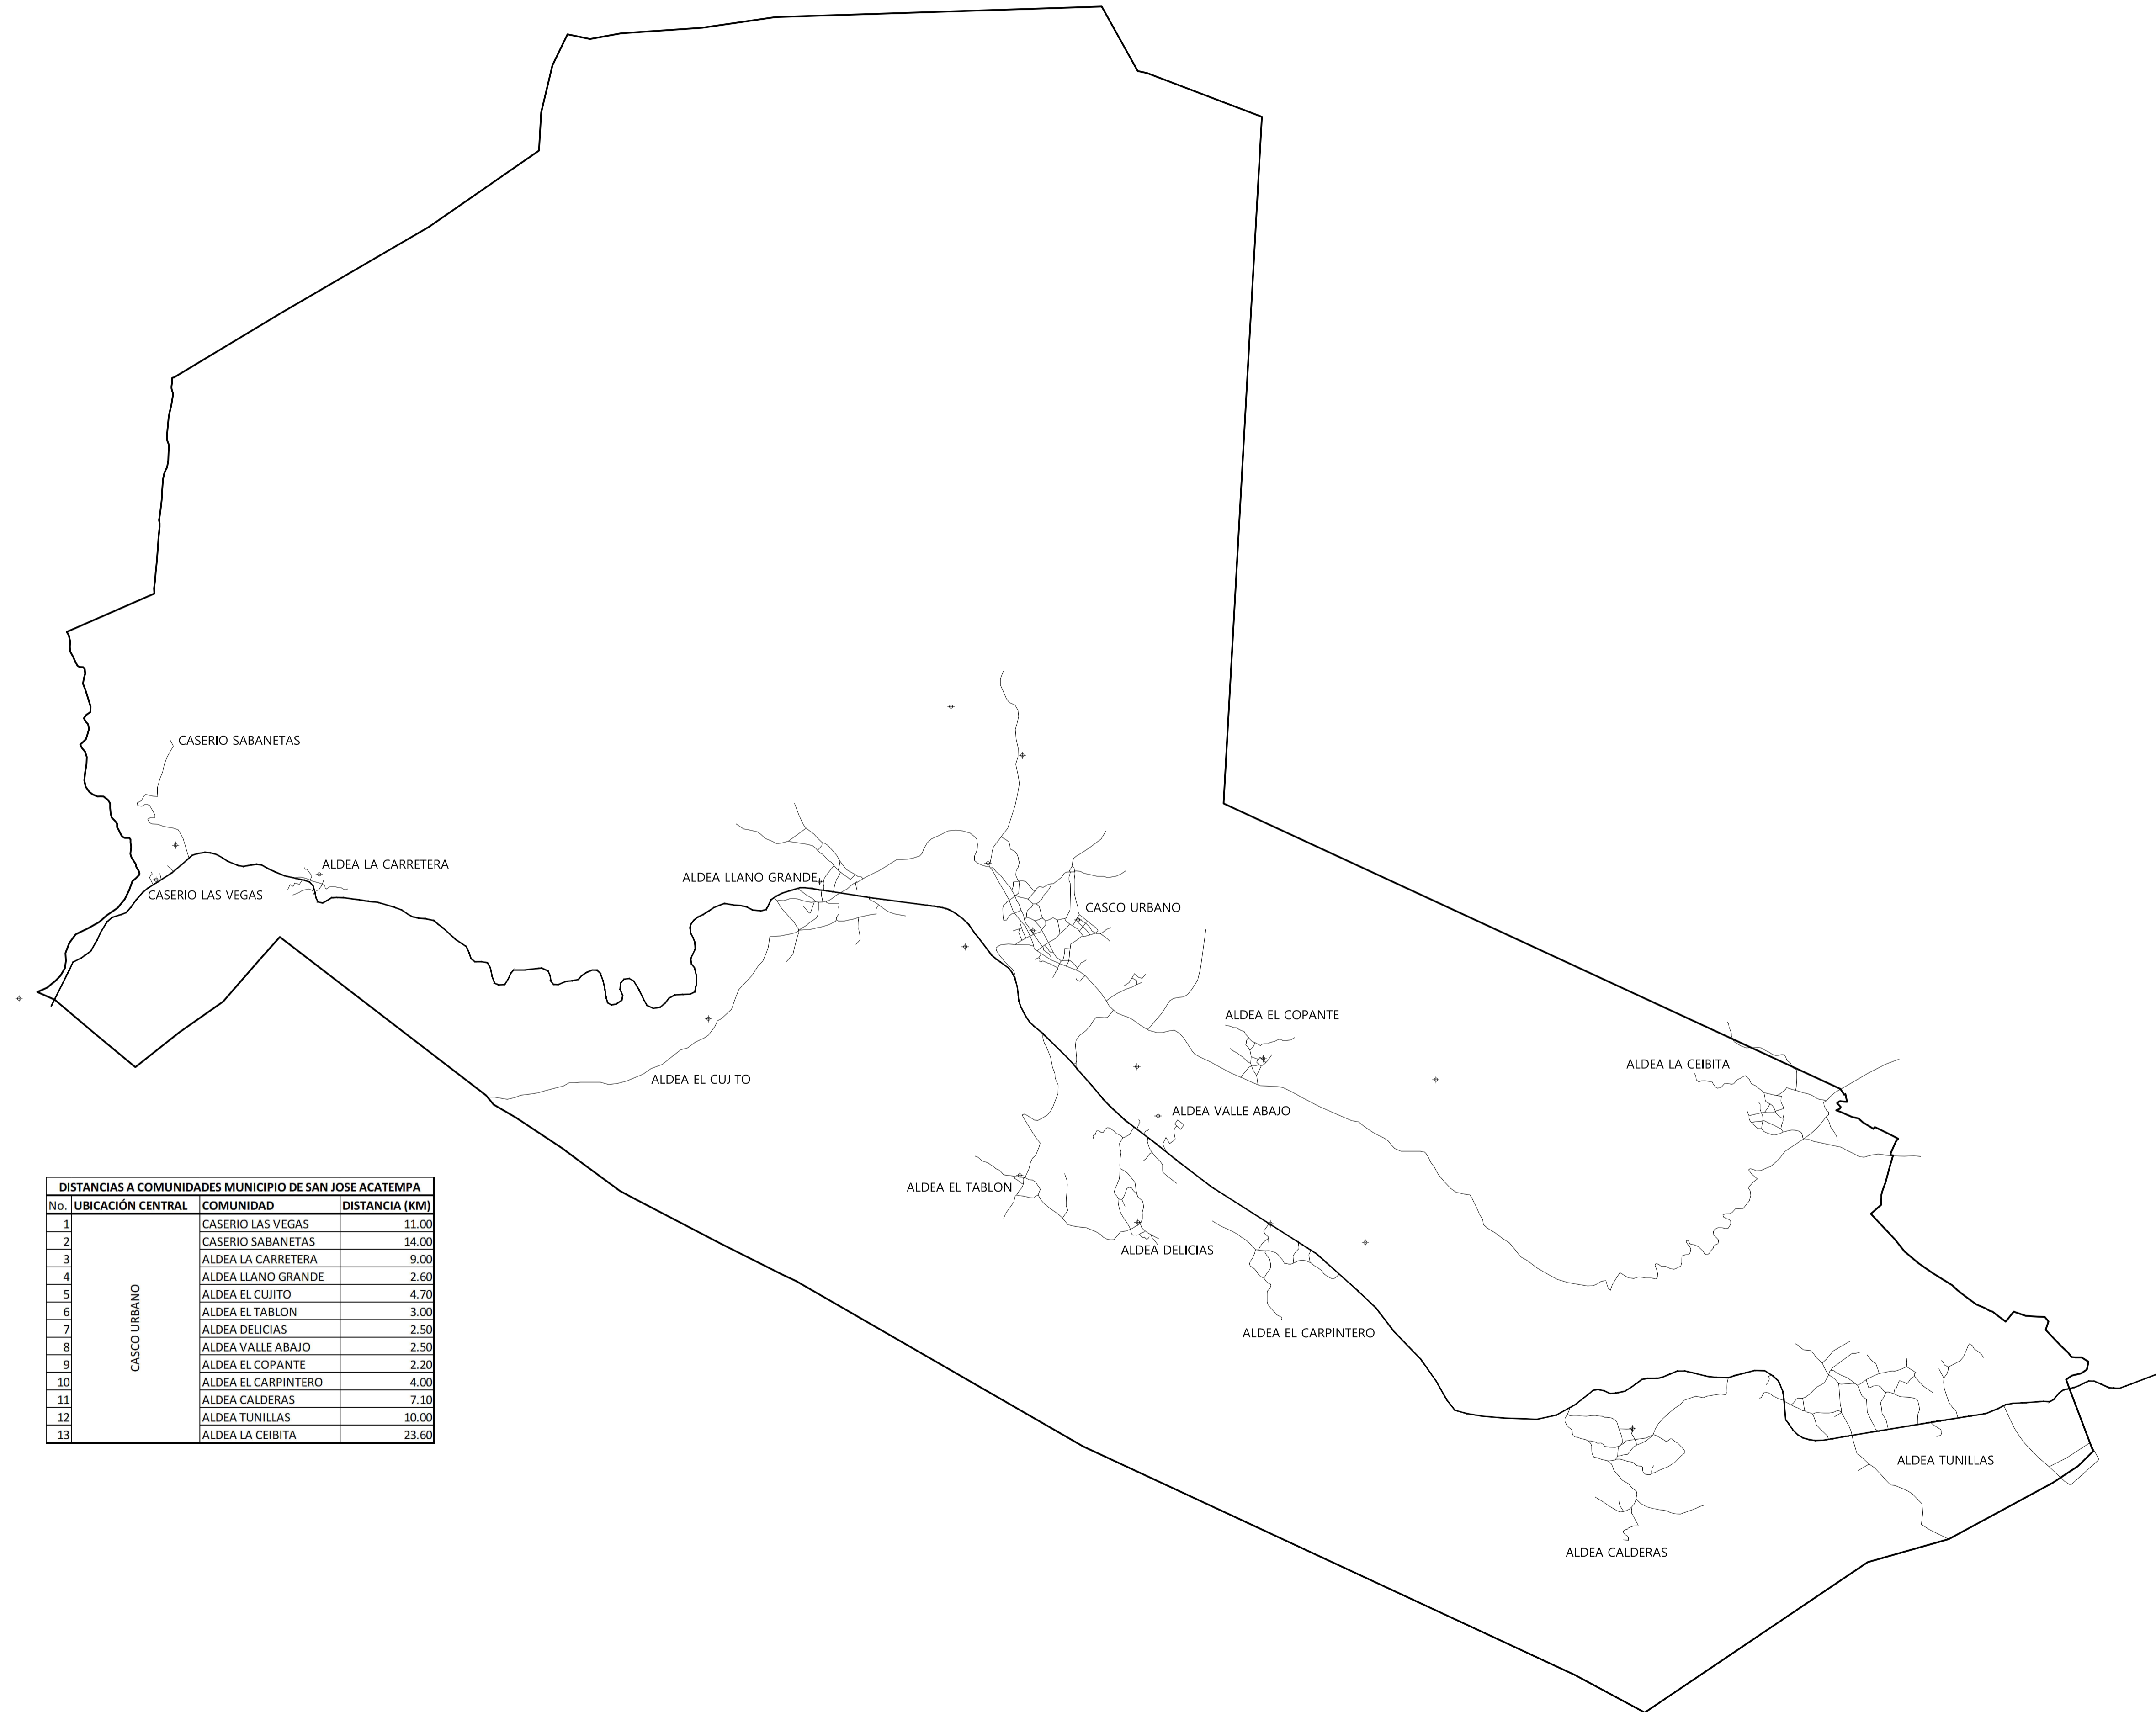 CASERIO SABANETAS
ALDEA LA CARRETERA
CASERIO LAS VEGAS
ALDEA LLANO GRANDE
CASCO URBANO
ALDEA EL COPANTE
ALDEA LA CEIBITA
ALDEA EL CUJITO
ALDEA VALLE ABAJO
ALDEA EL TABLON
ALDEA DELICIAS
ALDEA EL CARPINTERO
ALDEA TUNILLAS
ALDEA CALDERAS
DISTANCIAS A COMUNIDADES MUNICIPIO DE SAN JOSE ACATEMPA
No. UBICACIÓN CENTRAL COMUNIDAD DISTANCIA (KM)
CASCO URBANO
1 CASERIO LAS VEGAS 11.00
2 CASERIO SABANETAS 14.00
3 ALDEA LA CARRETERA 9.00
4 ALDEA LLANO GRANDE 2.60
5 ALDEA EL CUJITO 4.70
6 ALDEA EL TABLON 3.00
7 ALDEA DELICIAS 2.50
8 ALDEA VALLE ABAJO 2.50
9 ALDEA EL COPANTE 2.20
10 ALDEA EL CARPINTERO 4.00
11 ALDEA CALDERAS 7.10
12 ALDEA TUNILLAS 10.00
13 ALDEA LA CEIBITA 23.60